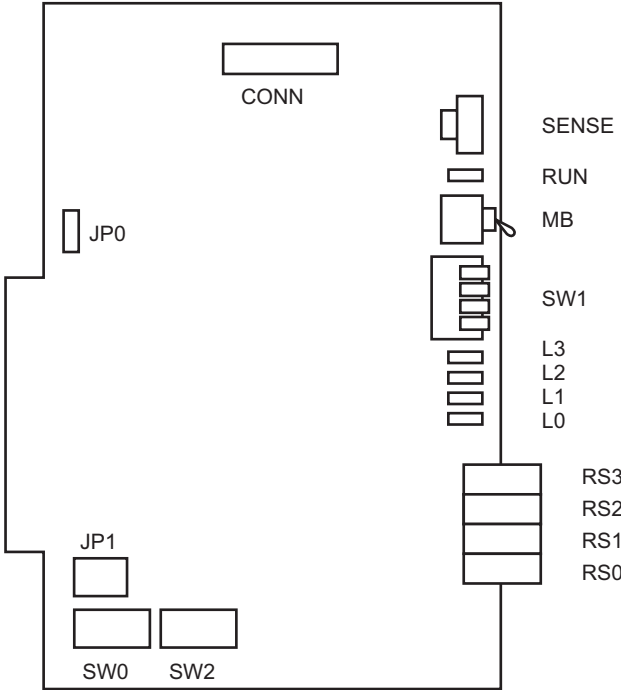 CONN
SENSE
RUN
MB
JP0
SW1
L3
L2
L1
L0
RS3
RS2
RS1
RS0
JP1
SW0 SW2